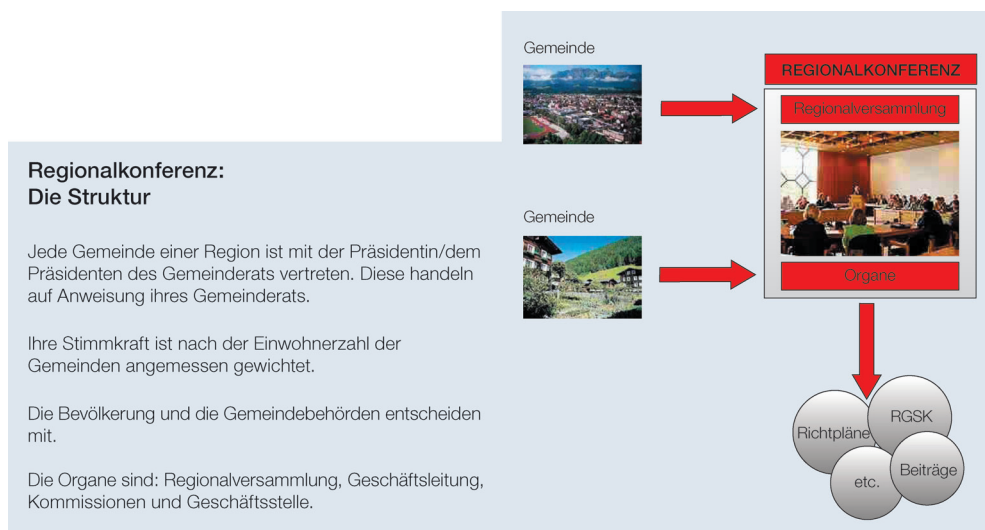 Regionalkonferenz:
Die Struktur
Jede Gemeinde einer Region ist mit der Präsidentin/dem
Präsidenten des Gemeinderats vertreten. Diese handeln
auf Anweisung ihres Gemeinderats.
Ihre Stimmkraft ist nach der Einwohnerzahl der
Gemeinden angemessen gewichtet.
Die Bevölkerung und die Gemeindebehörden entscheiden
mit.
Die Organe sind: Regionalversammlung, Geschäftsleitung,
Kommissionen und Geschäftsstelle.
Gemeinde
Gemeinde
REGIONALKONFERENZ
Regionalversammlung
Organe
RGSK
Richtpläne
Beiträge
etc.